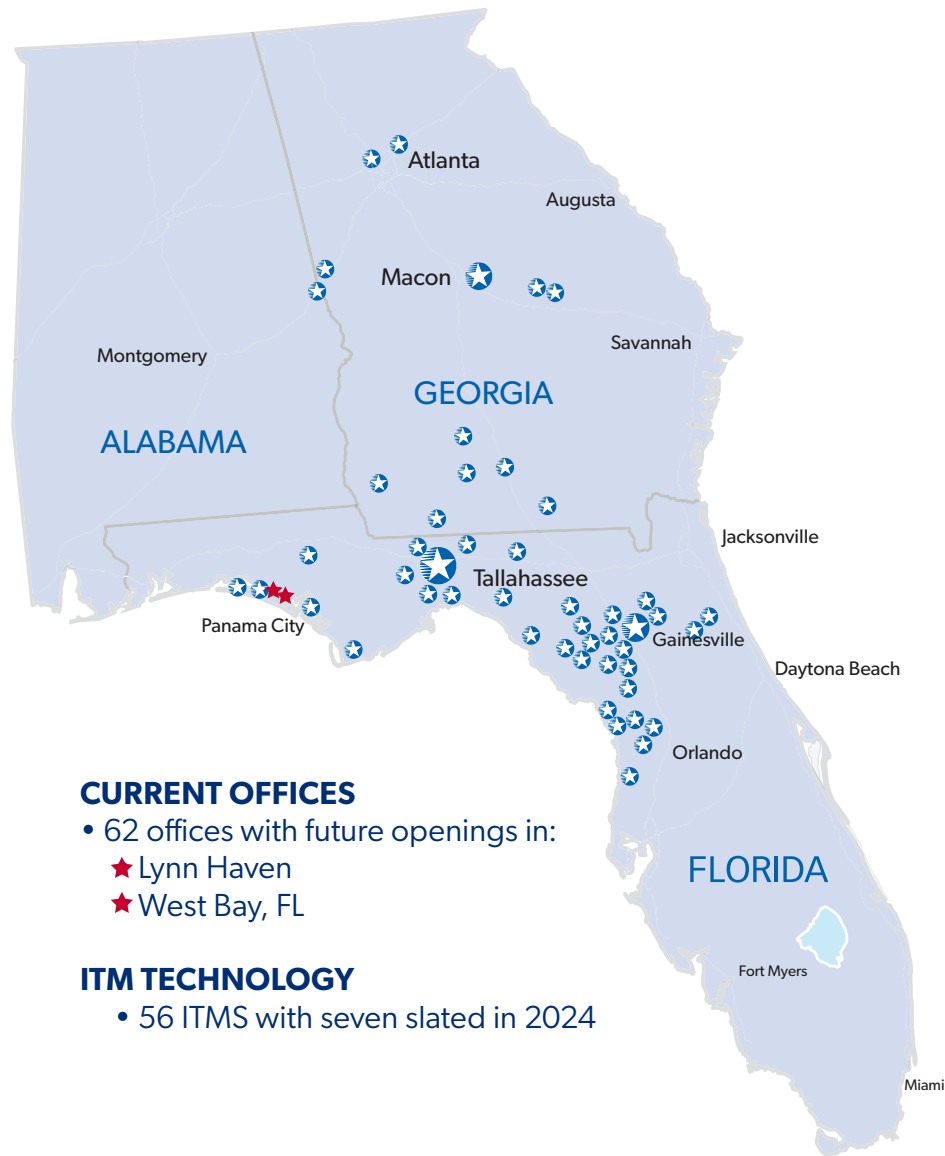 Atlanta
Augusta
Macon
Savannah
Montgomery
GEORGIA
ALABAMA
Jacksonville
Tallahassee
Panama City
Gainesville
Daytona Beach
Orlando
CURRENT OFFICES
• 62 offices with future openings in:
Lynn Haven
West Bay, FL
FLORIDA
Fort Myers
ITM TECHNOLOGY
• 56 ITMS with seven slated in 2024
Miami